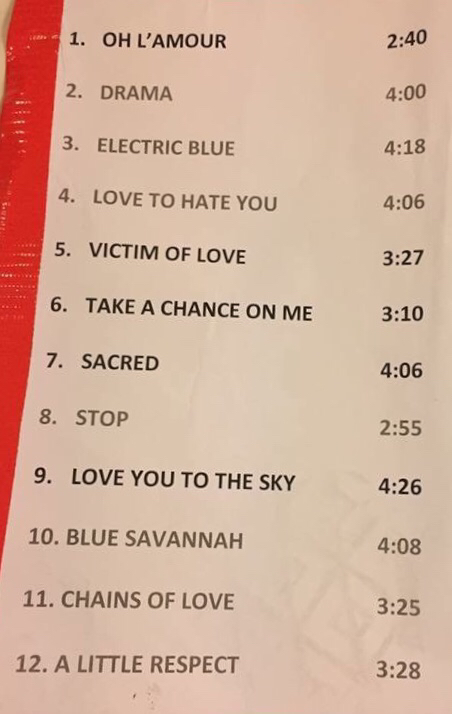 1. OH L'AMOUR 2:40
2. DRAMA 4:00
3. ELECTRIC BLUE 4:18
4. LOVE TO HATE YOU 4:06
5. VICTIM OF LOVE 3:27
6. TAKE A CHANCE ON ME 3:10
7. SACRED 4:06
8. STOP 2:55
9. LOVE YOU TO THE SKY 4:26
10. BLUE SAVANNAH 4:08
11. CHAINS OF LOVE 3:25
12. A LITTLE RESPECT 3:28